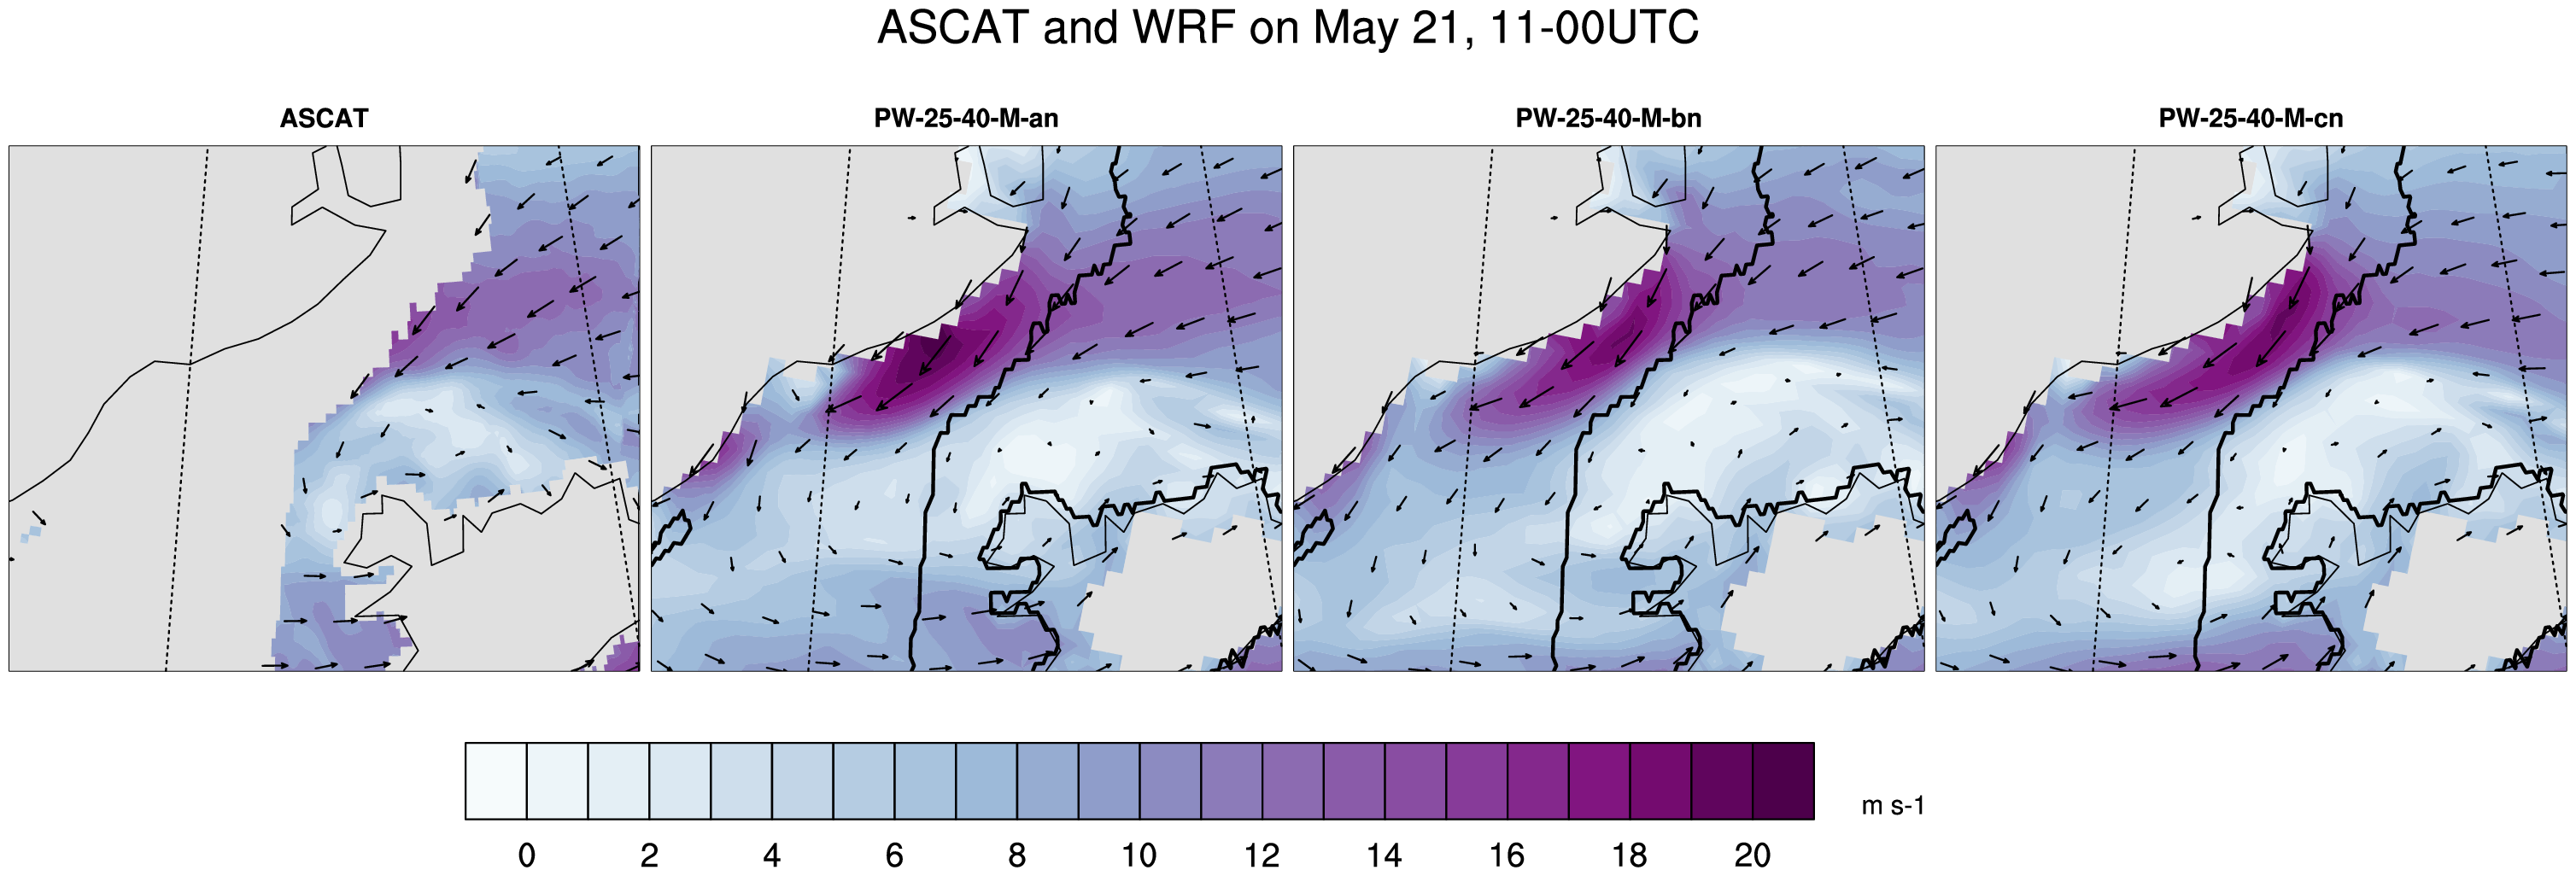 ASCAT and WRF on May 21, 11-00UTC
ASCAT PW-25-40-M-an PW-25-40-M-bn PW-25-40-M-cn
m s-1
0 2 4 6 8 10 12 14 16 18 20